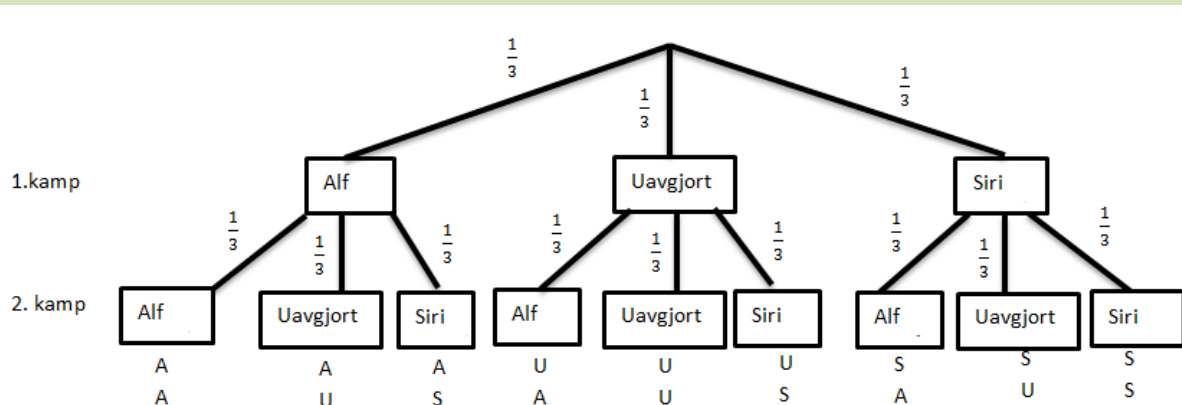 1/3 1/3 1/3
1.kamp Alf Uavgjort Siri
1/3 1/3 1/3 1/3 1/3 1/3 1/3 1/3 1/3
2. kamp Alf Uavgjort Siri Alf Uavgjort Siri Alf Uavgjort Siri
A A A U U U S S S
A U S A U S A U S